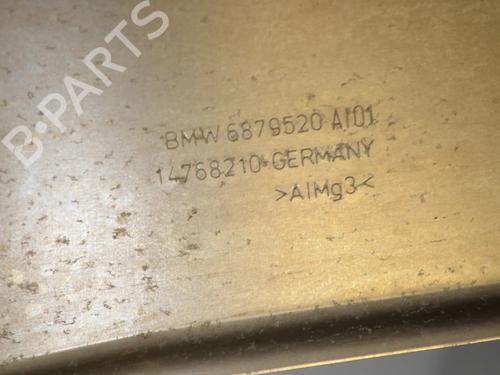 B-PARTS
BMW 6879520 AI01
14768210-GERMANY
>AlMg3<